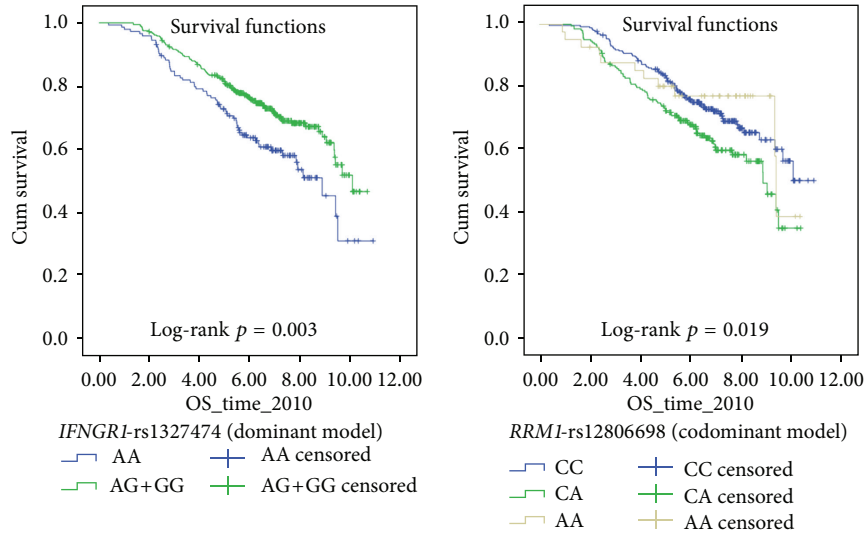 Survival functions
Cum survival
1.0
0.8
0.6
0.4
0.2
0.0
Log-rank p = 0.003
0.00 2.00 4.00 6.00 8.00 10.00 12.00
OS_time_2010
IFNGR1-rs1327474 (dominant model)
AA
AA censored
AG+GG
AG+GG censored
Survival functions
Cum survival
1.0
0.8
0.6
0.4
0.2
0.0
Log-rank p = 0.019
0.00 2.00 4.00 6.00 8.00 10.00 12.00
OS_time_2010
RRM1-rs12806698 (codominant model)
CC
CC censored
CA
CA censored
AA
AA censored